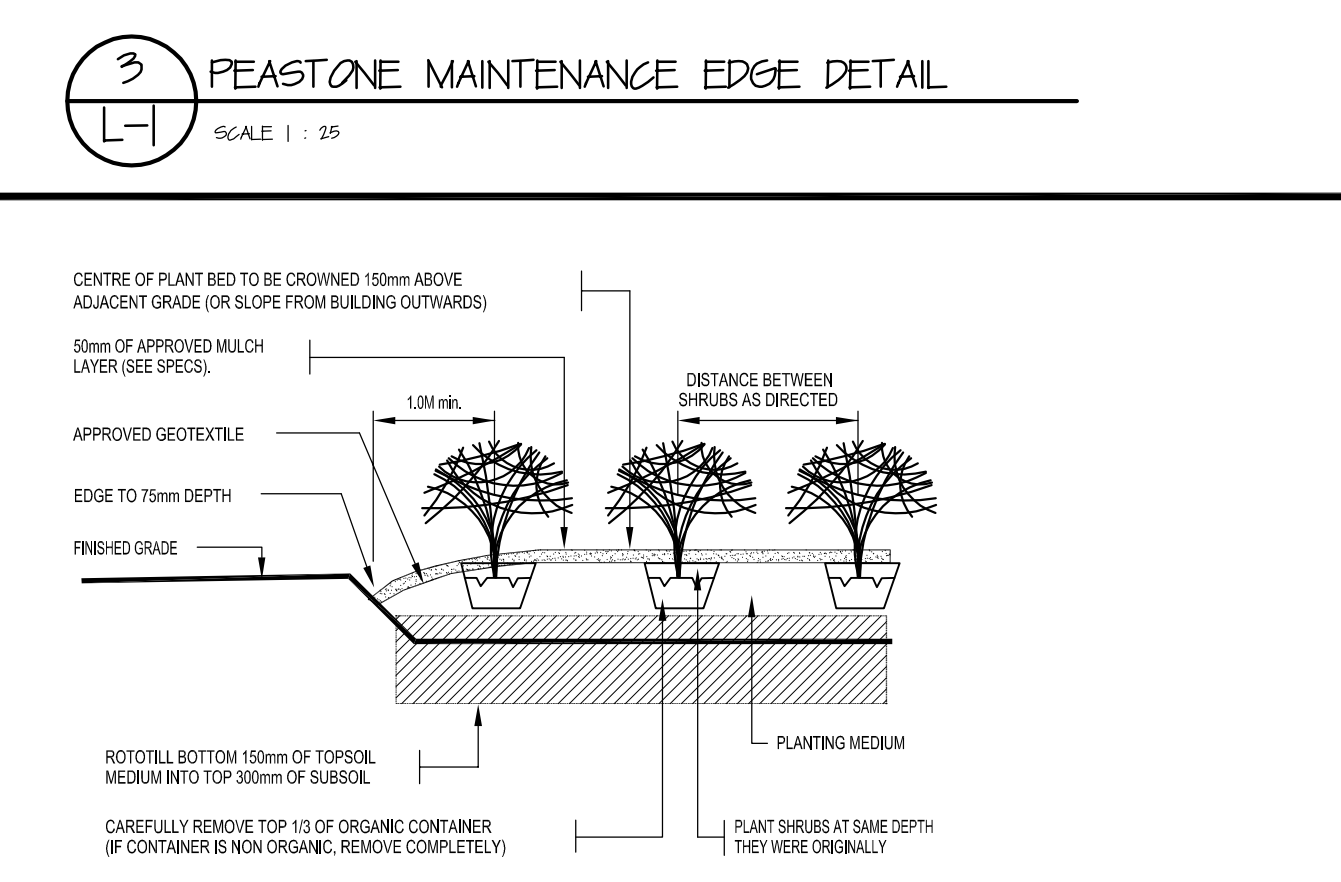 3
L-1
PEASTONE MAINTENANCE EDGE DETAIL
SCALE 1 : 25
CENTRE OF PLANT BED TO BE CROWNED 150mm ABOVE
ADJACENT GRADE (OR SLOPE FROM BUILDING OUTWARDS)
50mm OF APPROVED MULCH
LAYER (SEE SPECS).
DISTANCE BETWEEN
SHRUBS AS DIRECTED
1.0M min.
APPROVED GEOTEXTILE
EDGE TO 75mm DEPTH
FINISHED GRADE
PLANTING MEDIUM
ROTOTILL BOTTOM 150mm OF TOPSOIL
MEDIUM INTO TOP 300mm OF SUBSOIL
CAREFULLY REMOVE TOP 1/3 OF ORGANIC CONTAINER
(IF CONTAINER IS NON ORGANIC, REMOVE COMPLETELY)
PLANT SHRUBS AT SAME DEPTH
THEY WERE ORIGINALLY